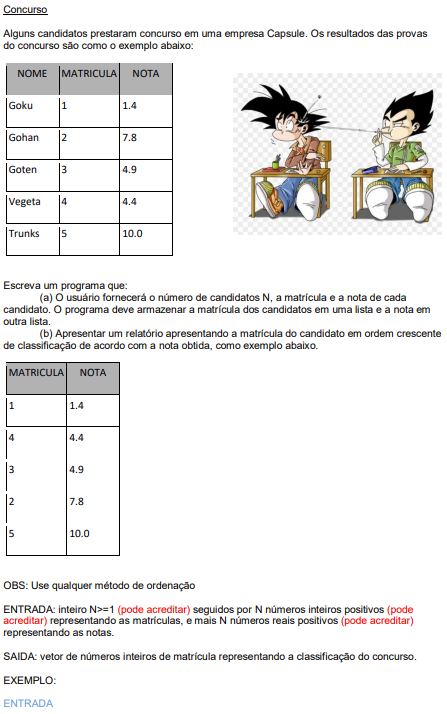 Concurso
Alguns candidatos prestaram concurso em uma empresa Capsule. Os resultados das provas
do concurso são como o exemplo abaixo:
NOME MATRICULA NOTA
Goku 1 1.4
Gohan 2 7.8
Goten 3 4.9
Vegeta 4 4.4
Trunks 5 10.0
Escreva um programa que:
(a) O usuário fornecerá o número de candidatos N, a matrícula e a nota de cada
candidato. O programa deve armazenar a matrícula dos candidatos em uma lista e a nota em
outra lista.
(b) Apresentar um relatório apresentando a matrícula do candidato em ordem crescente
de classificação de acordo com a nota obtida, como exemplo abaixo.
MATRICULA NOTA
1 1.4
4 4.4
3 4.9
2 7.8
5 10.0
OBS: Use qualquer método de ordenação
ENTRADA: inteiro N>=1 (pode acreditar) seguidos por N números inteiros positivos (pode
acreditar) representando as matrículas, e mais N números reais positivos (pode acreditar)
representando as notas.
SAIDA: vetor de números inteiros de matrícula representando a classificação do concurso.
EXEMPLO:
ENTRADA